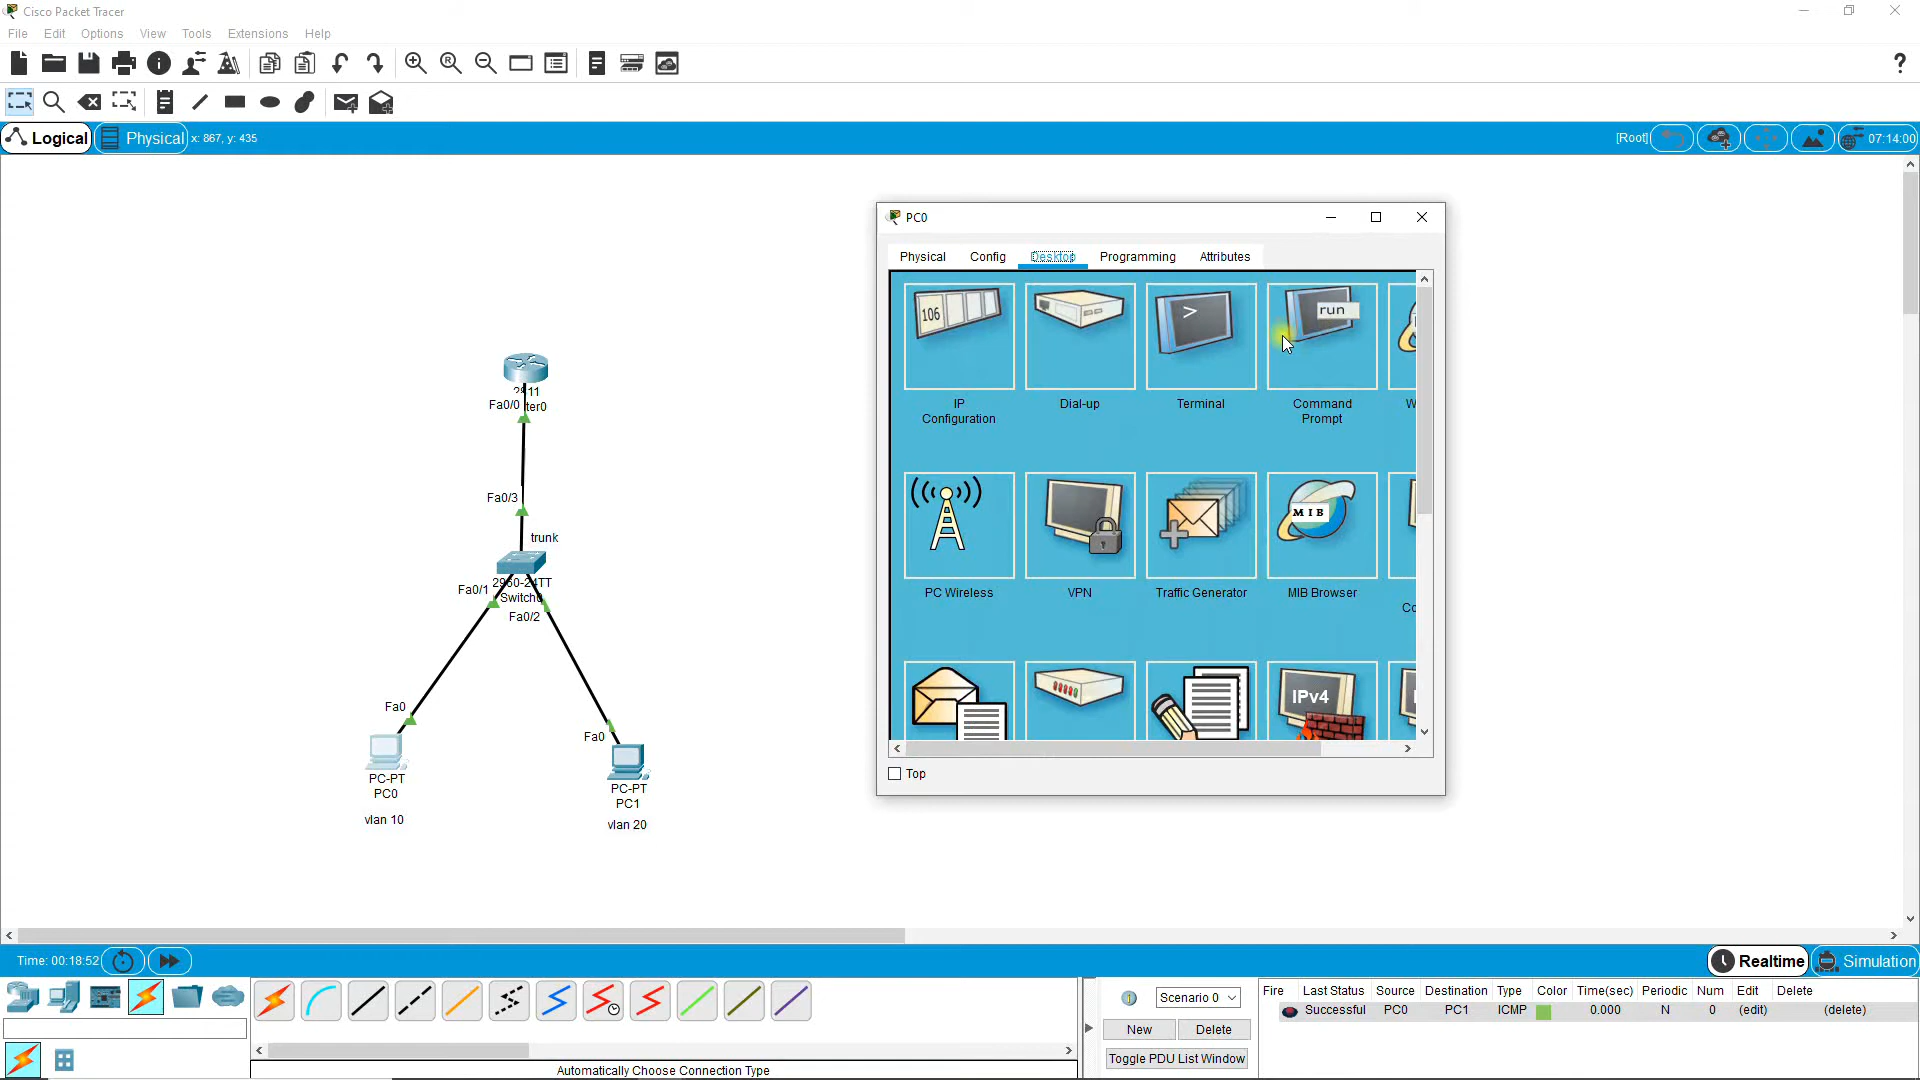 Cisco Packet Tracer
File Edit Options View Tools Extensions Help
R
?
Logical Physical x: 867, y: 435 [Root] 07:14:00
PC0
Physical Config Desktop Programming Attributes
106 > run
IP Configuration
Dial-up
Terminal
Command Prompt
W
PC Wireless
VPN
Traffic Generator
MIB
MIB Browser
Co
IPv4
Top
2811
Fa0/0 ter0
Fa0/3
trunk
Fa0/1
2960-24TT
Switch0
Fa0/2
Fa0
PC-PT
PC0
vlan 10
Fa0
PC-PT
PC1
vlan 20
Time: 00:18:52 Realtime Simulation
Scenario 0
New Delete
Toggle PDU List Window
Fire Last Status Source Destination Type Color Time(sec) Periodic Num Edit Delete
Successful PC0 PC1 ICMP 0.000 N 0 (edit) (delete)
Automatically Choose Connection Type